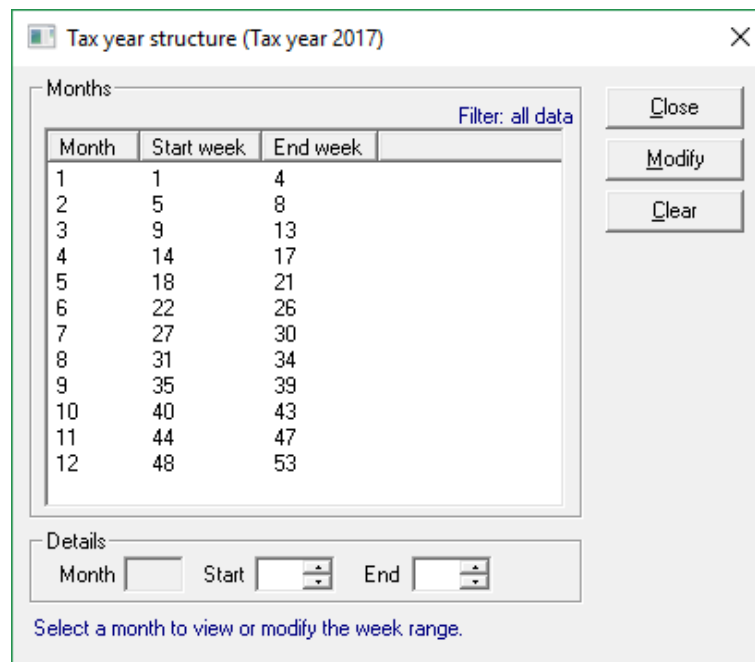 Tax year structure (Tax year 2017)
Months
Filter: all data
Month Start week End week
1 1 4
2 5 8
3 9 13
4 14 17
5 18 21
6 22 26
7 27 30
8 31 34
9 35 39
10 40 43
11 44 47
12 48 53
Close
Modify
Clear
Details
Month Start End
Select a month to view or modify the week range.